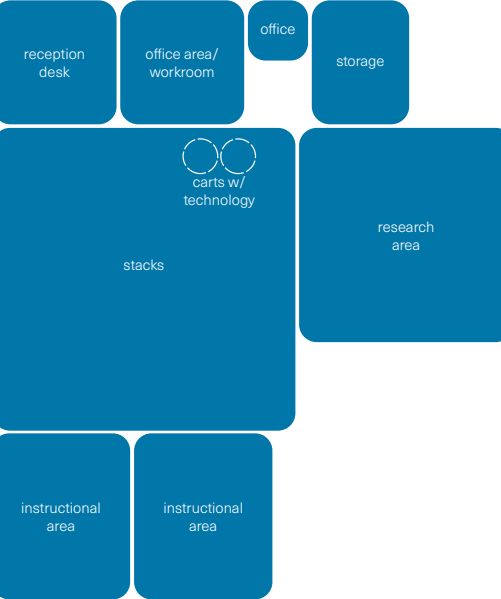 reception
desk
office area/
workroom
office
storage
carts w/
technology
research
area
stacks
instructional
area
instructional
area